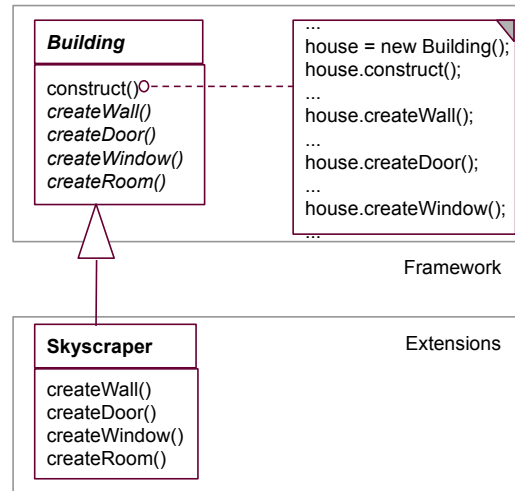 Building
construct()
createWall()
createDoor()
createWindow()
createRoom()
...
house = new Building();
house.construct();
...
house.createWall();
...
house.createDoor();
...
house.createWindow();
...
Framework
Skyscraper
createWall()
createDoor()
createWindow()
createRoom()
Extensions